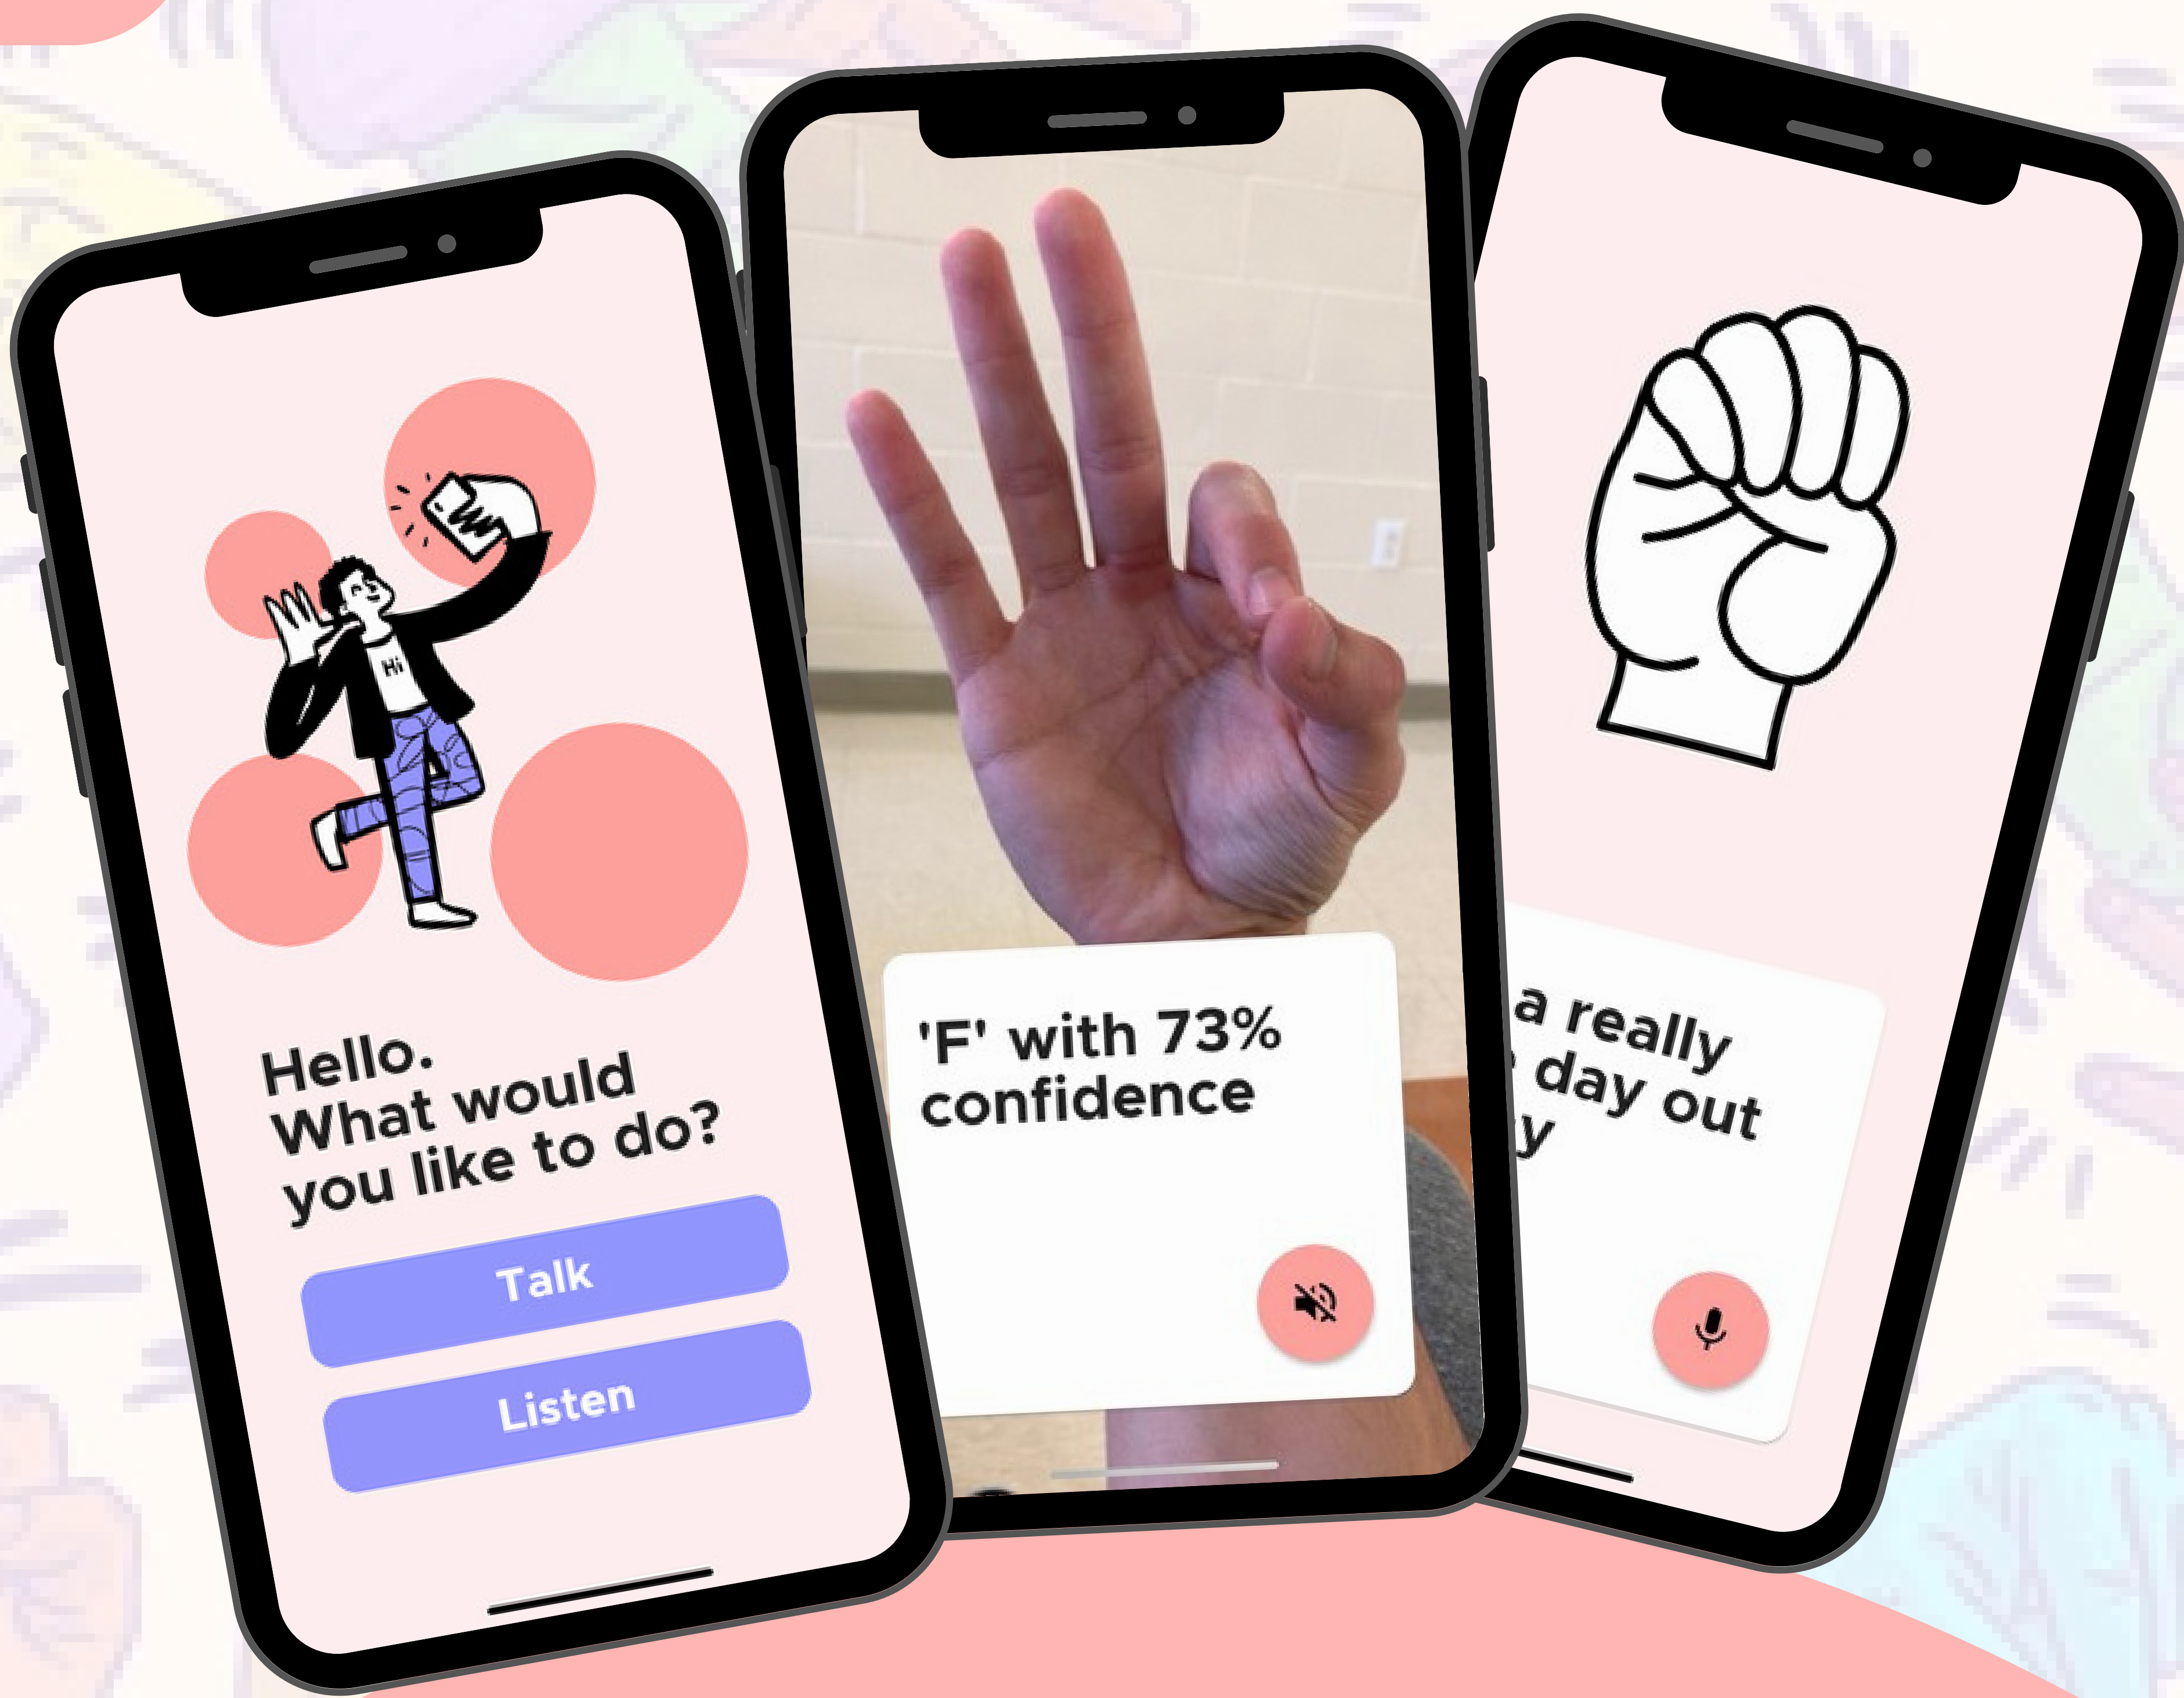 Hi
Hello.
What would
you like to do?
Talk
Listen
'F' with 73%
confidence
a really
day out